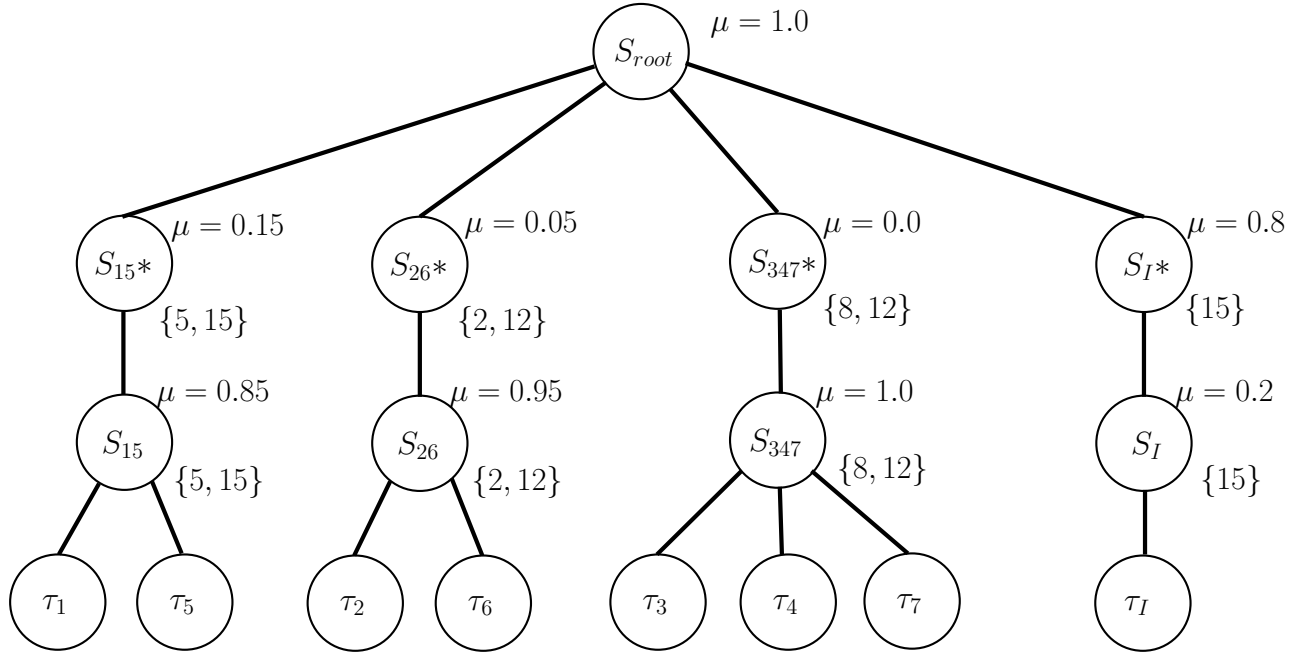 S_root
μ = 1.0
S_15*
μ = 0.15
{5, 15}
S_26*
μ = 0.05
{2, 12}
S_347*
μ = 0.0
{8, 12}
S_I*
μ = 0.8
{15}
S_15
μ = 0.85
{5, 15}
S_26
μ = 0.95
{2, 12}
S_347
μ = 1.0
{8, 12}
S_I
μ = 0.2
{15}
τ_1
τ_5
τ_2
τ_6
τ_3
τ_4
τ_7
τ_I